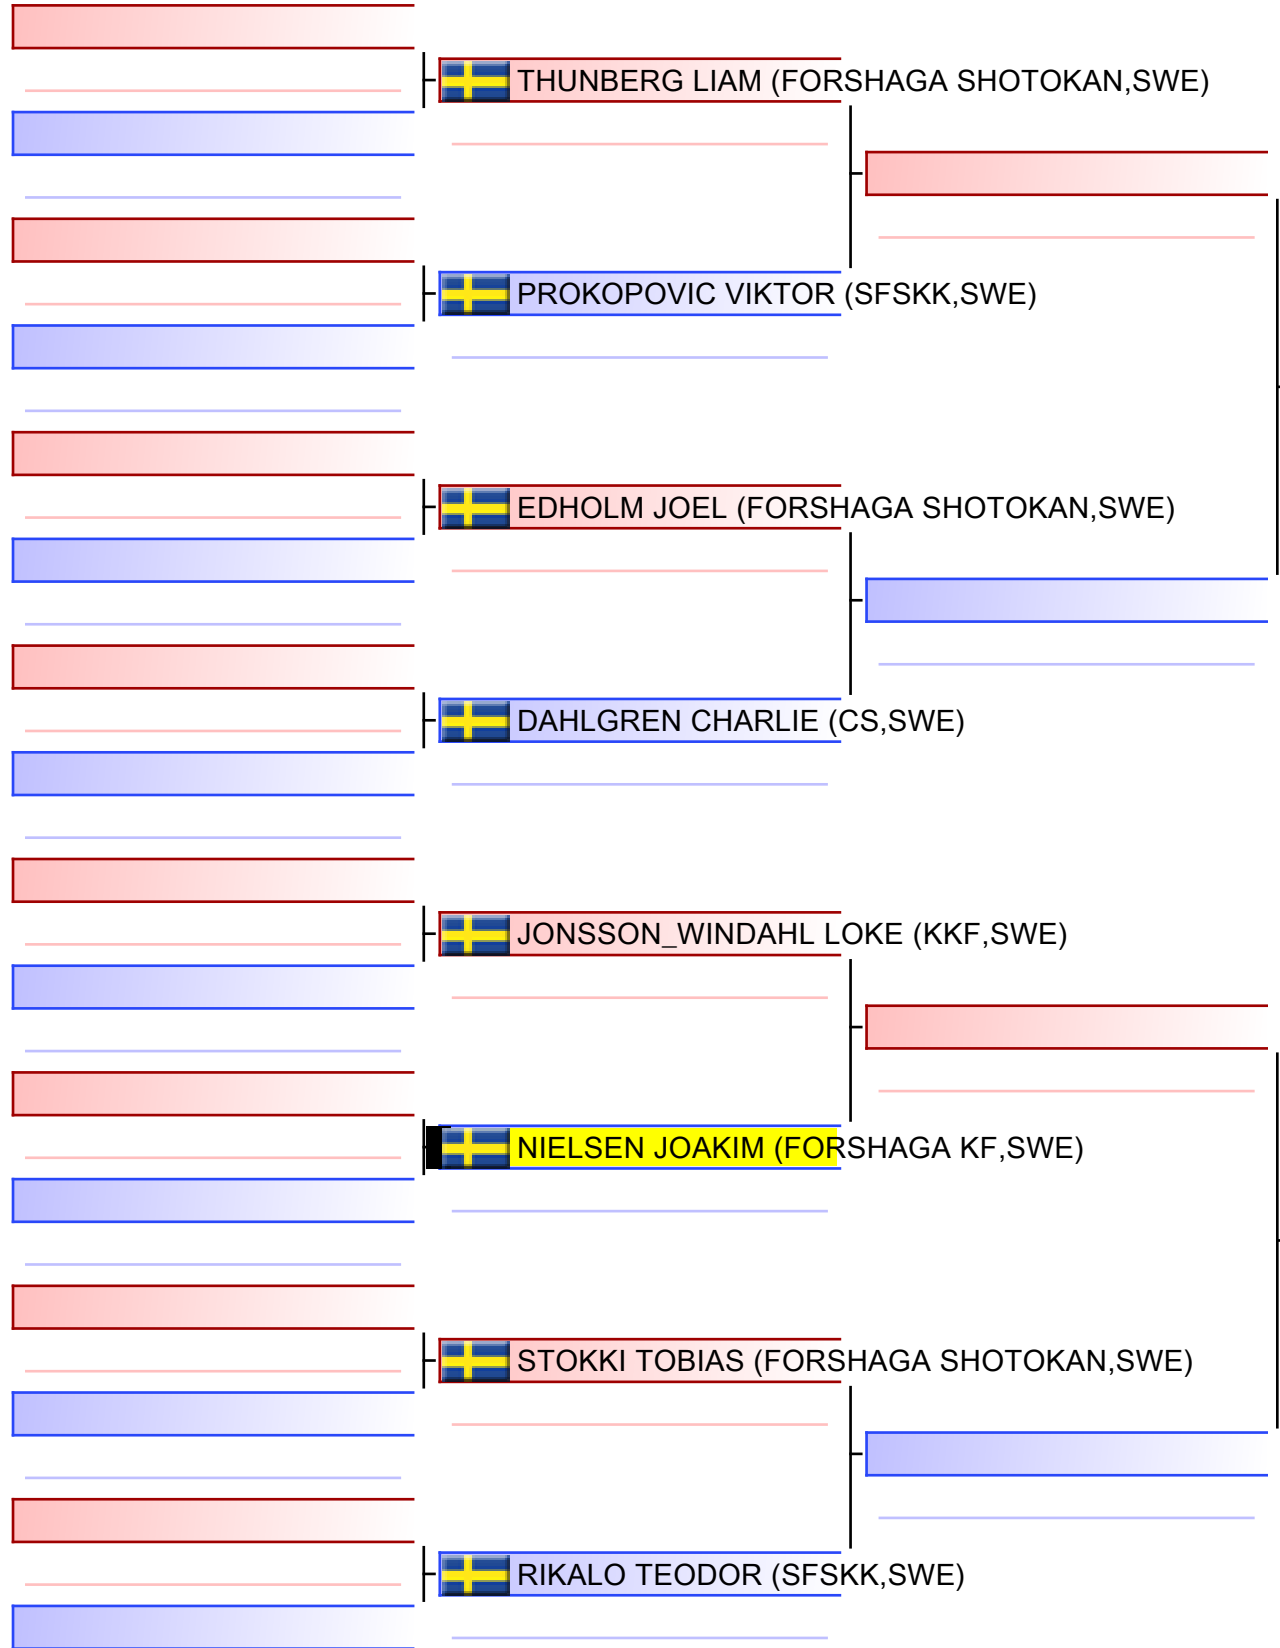 THUNBERG LIAM (FORSHAGA SHOTOKAN,SWE)
PROKOPOVIC VIKTOR (SFSKK,SWE)
EDHOLM JOEL (FORSHAGA SHOTOKAN,SWE)
DAHLGREN CHARLIE (CS,SWE)
JONSSON_WINDAHL LOKE (KKF,SWE)
NIELSEN JOAKIM (FORSHAGA KF,SWE)
STOKKI TOBIAS (FORSHAGA SHOTOKAN,SWE)
RIKALO TEODOR (SFSKK,SWE)